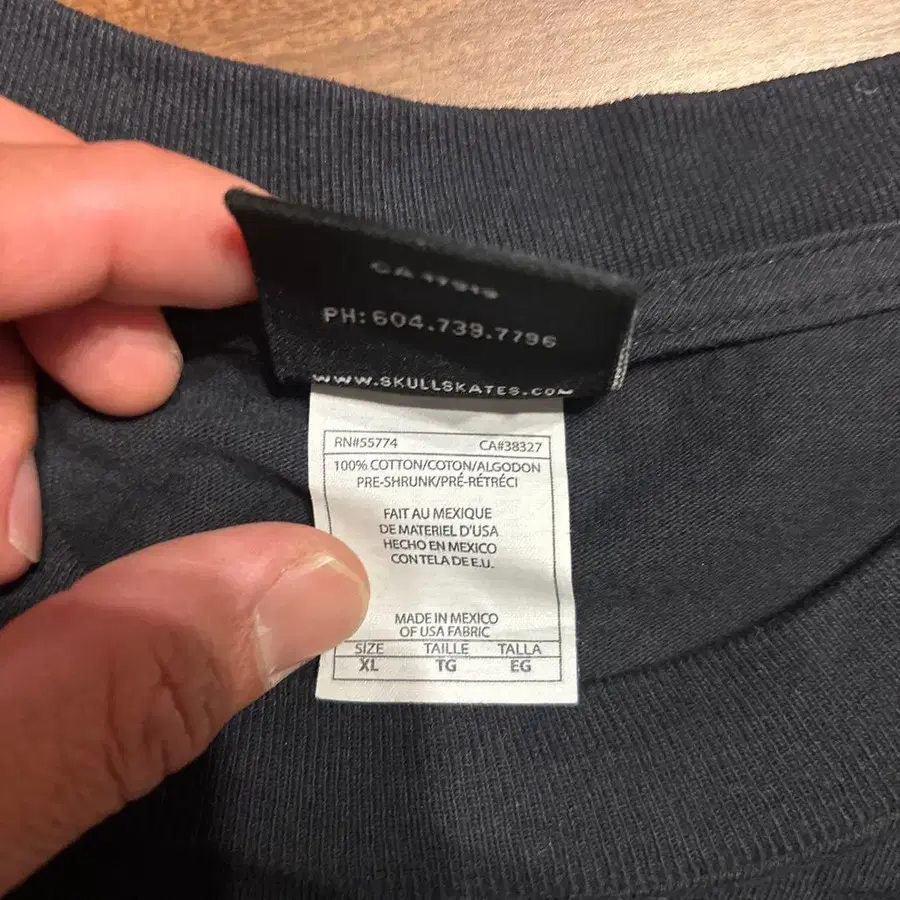 PH:604.739.7796
WWW.SKULLSKATES.COM
RN#55774 CA#38327
100% COTTON/COTON/ALGODON
PRE-SHRUNK/PRÉ-RÉTRÉCI
FAIT AU MEXIQUE
DE MATERIEL D'USA
HECHO EN MEXICO
CON TELA DE E.U.
MADE IN MEXICO
OF USA FABRIC
SIZE TAILLE TALLA
XL TG EG